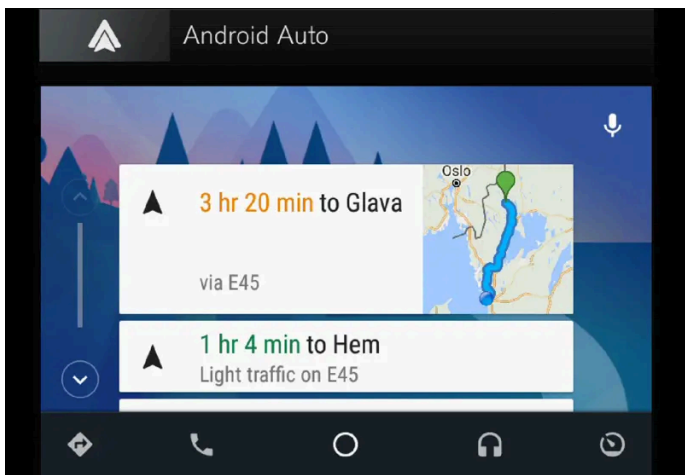 Android Auto
3 hr 20 min to Glava
via E45
Oslo
1 hr 4 min to Hem
Light traffic on E45